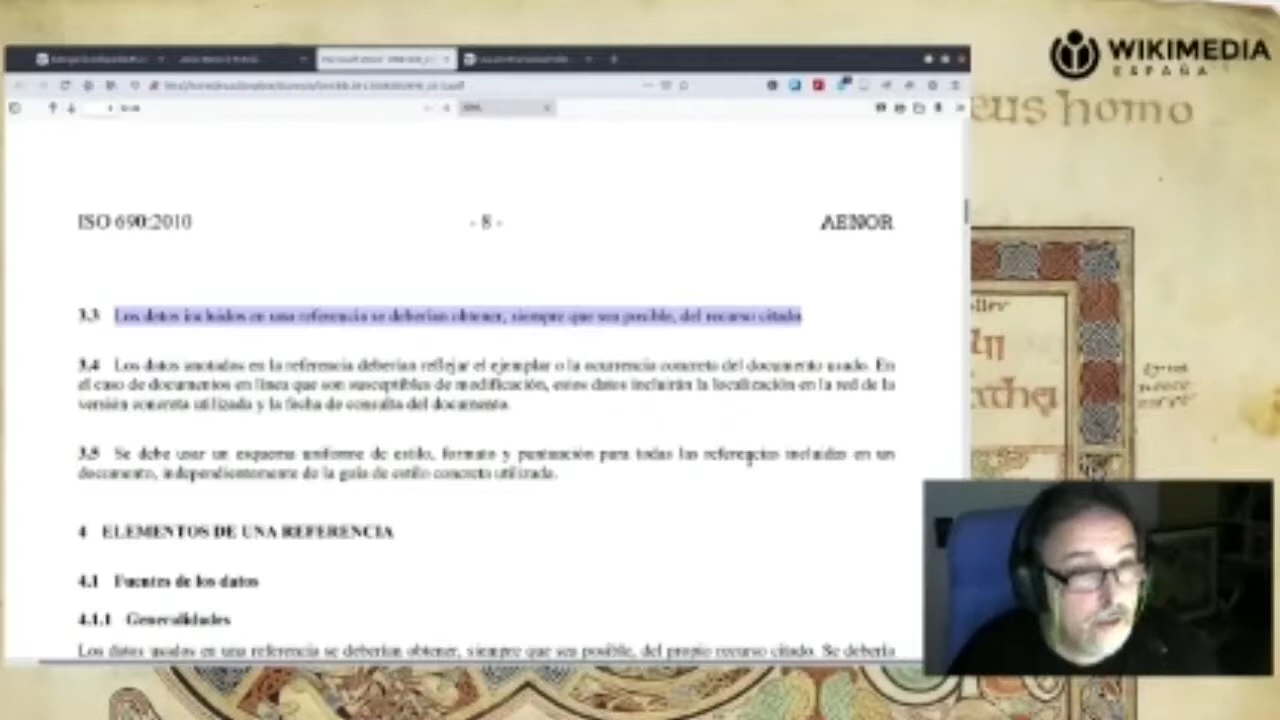 WIKIMEDIA
ESPAÑA
eus homo
ISO 690:2010 - 8 - AENOR
3.3 Los datos incluidos en una referencia se deberían obtener, siempre que sea posible, del recurso citado
3.4 Los datos anotados en la referencia deberían reflejar el ejemplar o la ocurrencia concreta del documento usado. En
el caso de documentos en línea que son susceptibles de modificación, estos datos incluirán la localización en la red de la
versión concreta utilizada y la fecha de consulta del documento.
3.5 Se debe usar un esquema uniforme de estilo, formato y puntuación para todas las referencias incluidas en un
documento, independientemente de la guía de estilo concreto utilizada.
4 ELEMENTOS DE UNA REFERENCIA
4.1 Fuentes de los datos
4.1.1 Generalidades
Los datos usados en una referencia se deberían obtener, siempre que sea posible, del propio recurso citado. Se debería